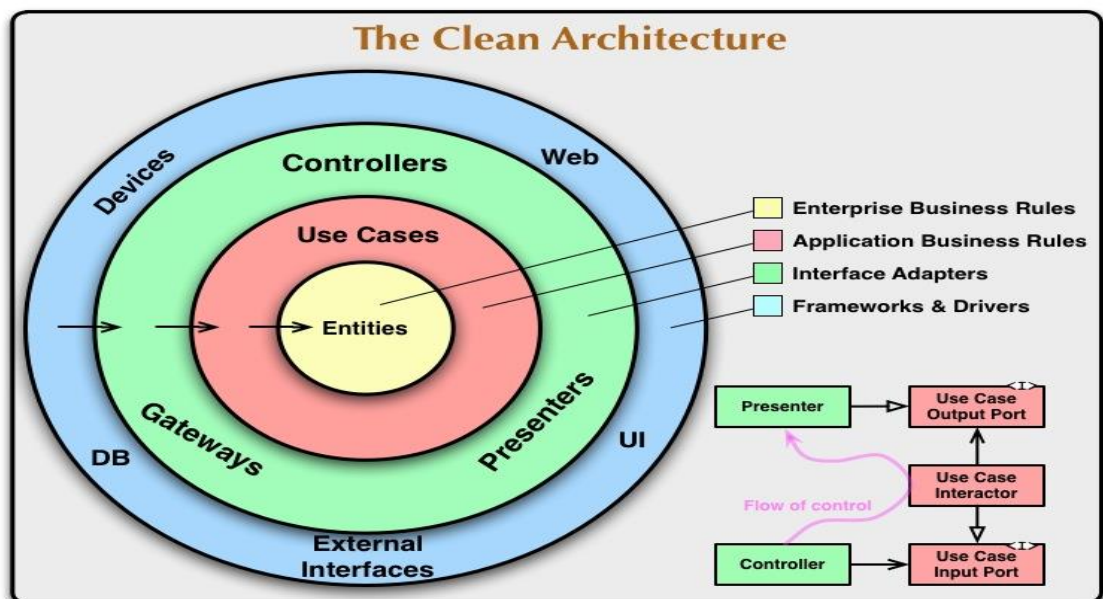 The Clean Architecture
Devices
Web
Controllers
Use Cases
Entities
Gateways
Presenters
DB
UI
External
Interfaces
Enterprise Business Rules
Application Business Rules
Interface Adapters
Frameworks & Drivers
Presenter
<I>
Use Case
Output Port
Use Case
Interactor
Flow of control
Controller
<I>
Use Case
Input Port